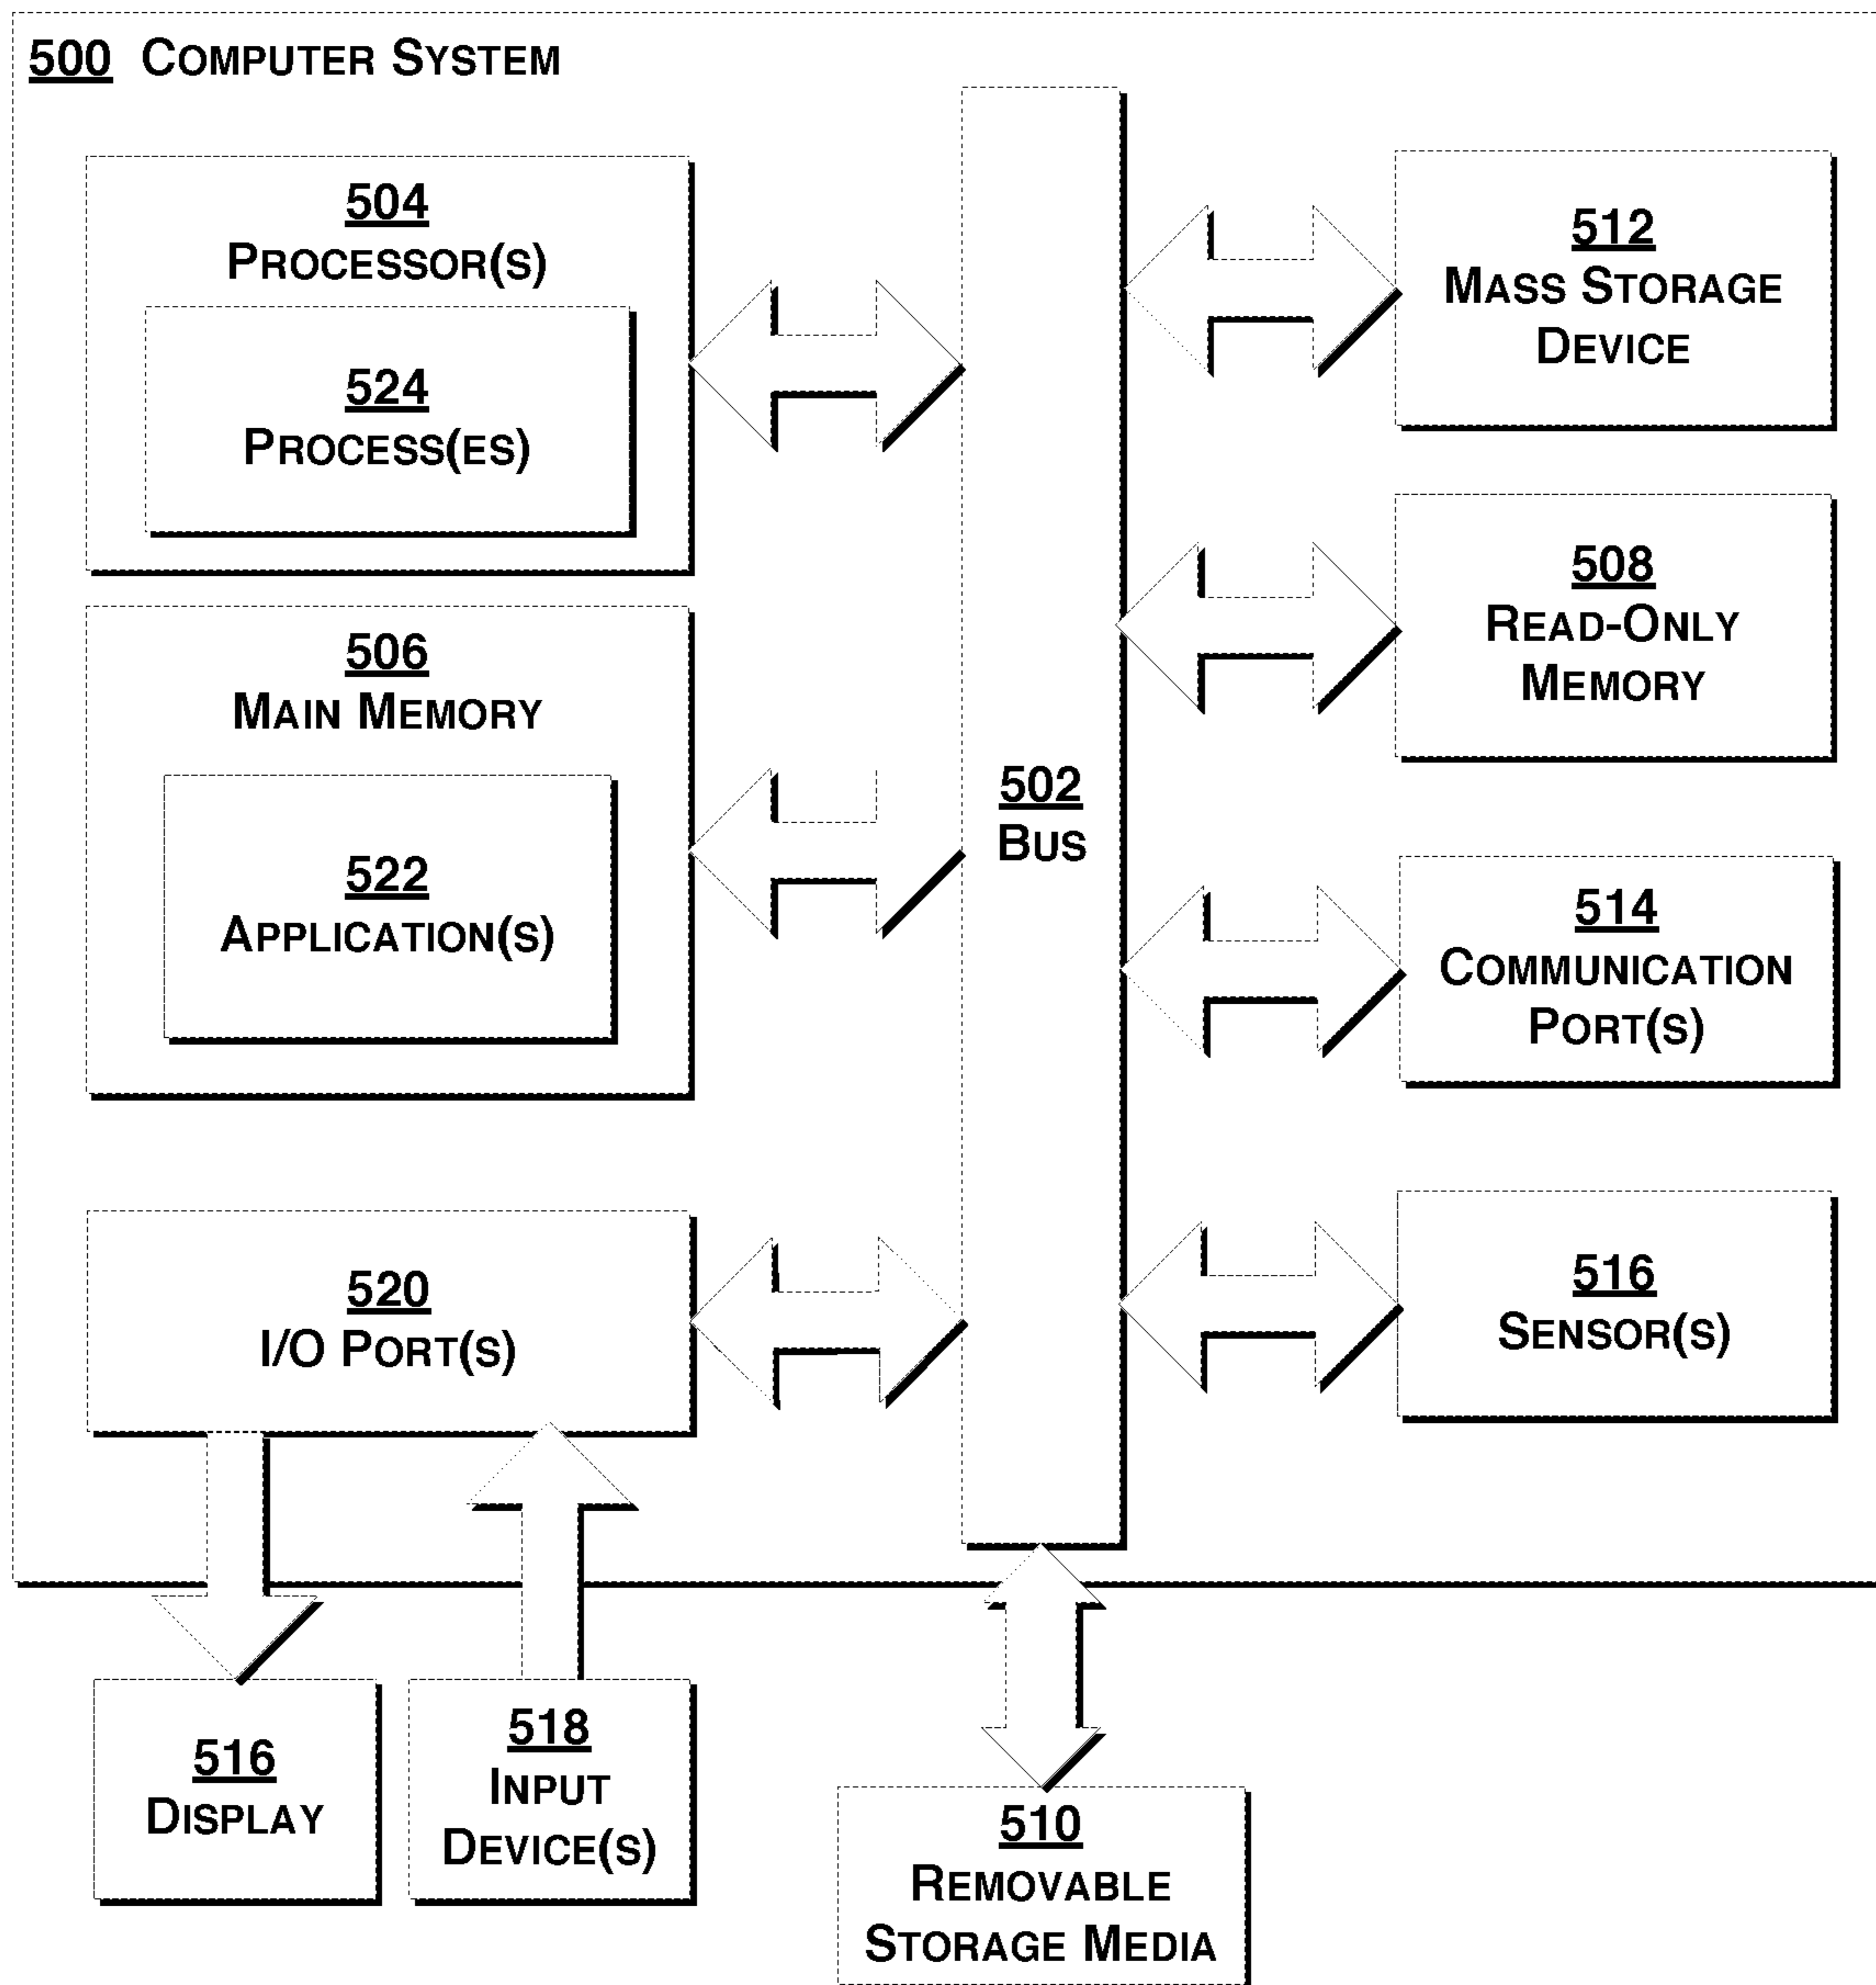 500 COMPUTER SYSTEM
504
PROCESSOR(S)
524
PROCESS(ES)
506
MAIN MEMORY
522
APPLICATION(S)
520
I/O PORT(S)
502
BUS
512
MASS STORAGE
DEVICE
508
READ-ONLY
MEMORY
514
COMMUNICATION
PORT(S)
516
SENSOR(S)
516
DISPLAY
518
INPUT
DEVICE(S)
510
REMOVABLE
STORAGE MEDIA